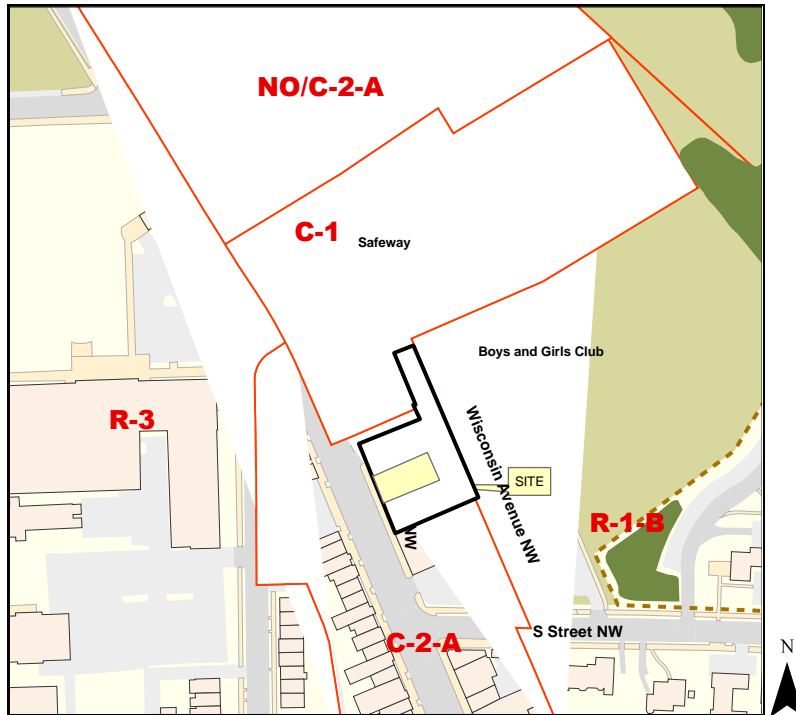 NO/C-2-A
C-1
Safeway
Boys and Girls Club
R-3
Wisconsin Avenue NW
SITE
R-1-B
NW
S Street NW
C-2-A
N